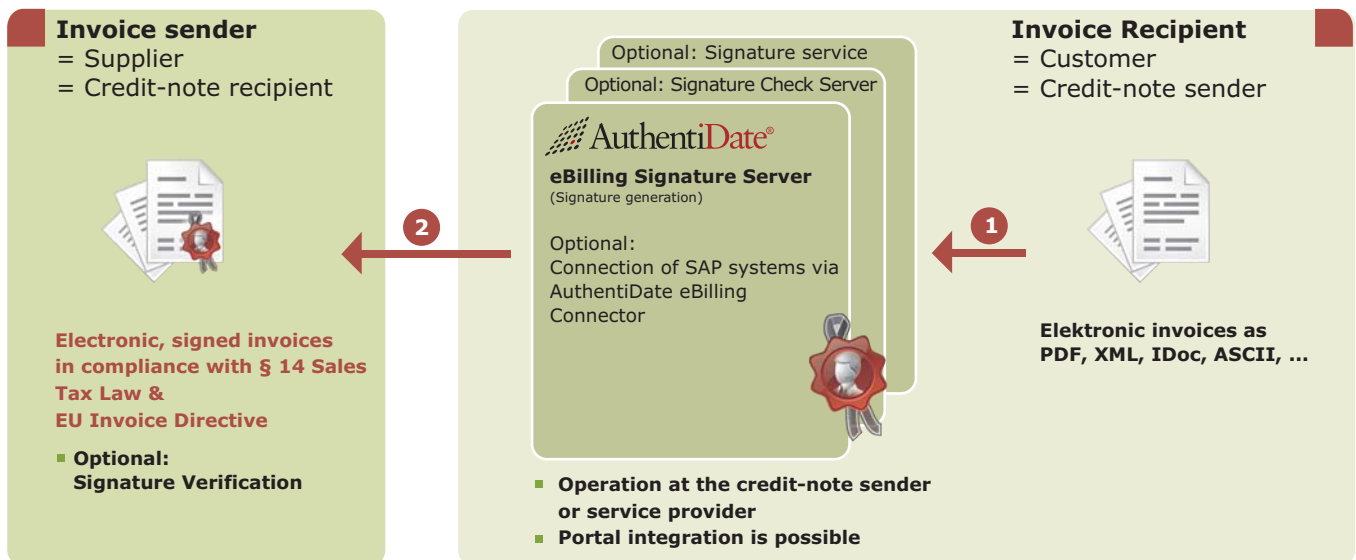 Invoice sender
= Supplier
= Credit-note recipient
Electronic, signed invoices
in compliance with § 14 Sales
Tax Law &
EU Invoice Directive
Optional:
Signature Verification
2
Optional: Signature service
Optional: Signature Check Server
AuthentiDate®
eBilling Signature Server
(Signature generation)
Optional:
Connection of SAP systems via
AuthentiDate eBilling
Connector
Operation at the credit-note sender
or service provider
Portal integration is possible
1
Invoice Recipient
= Customer
= Credit-note sender
Elektronic invoices as
PDF, XML, IDoc, ASCII, ...